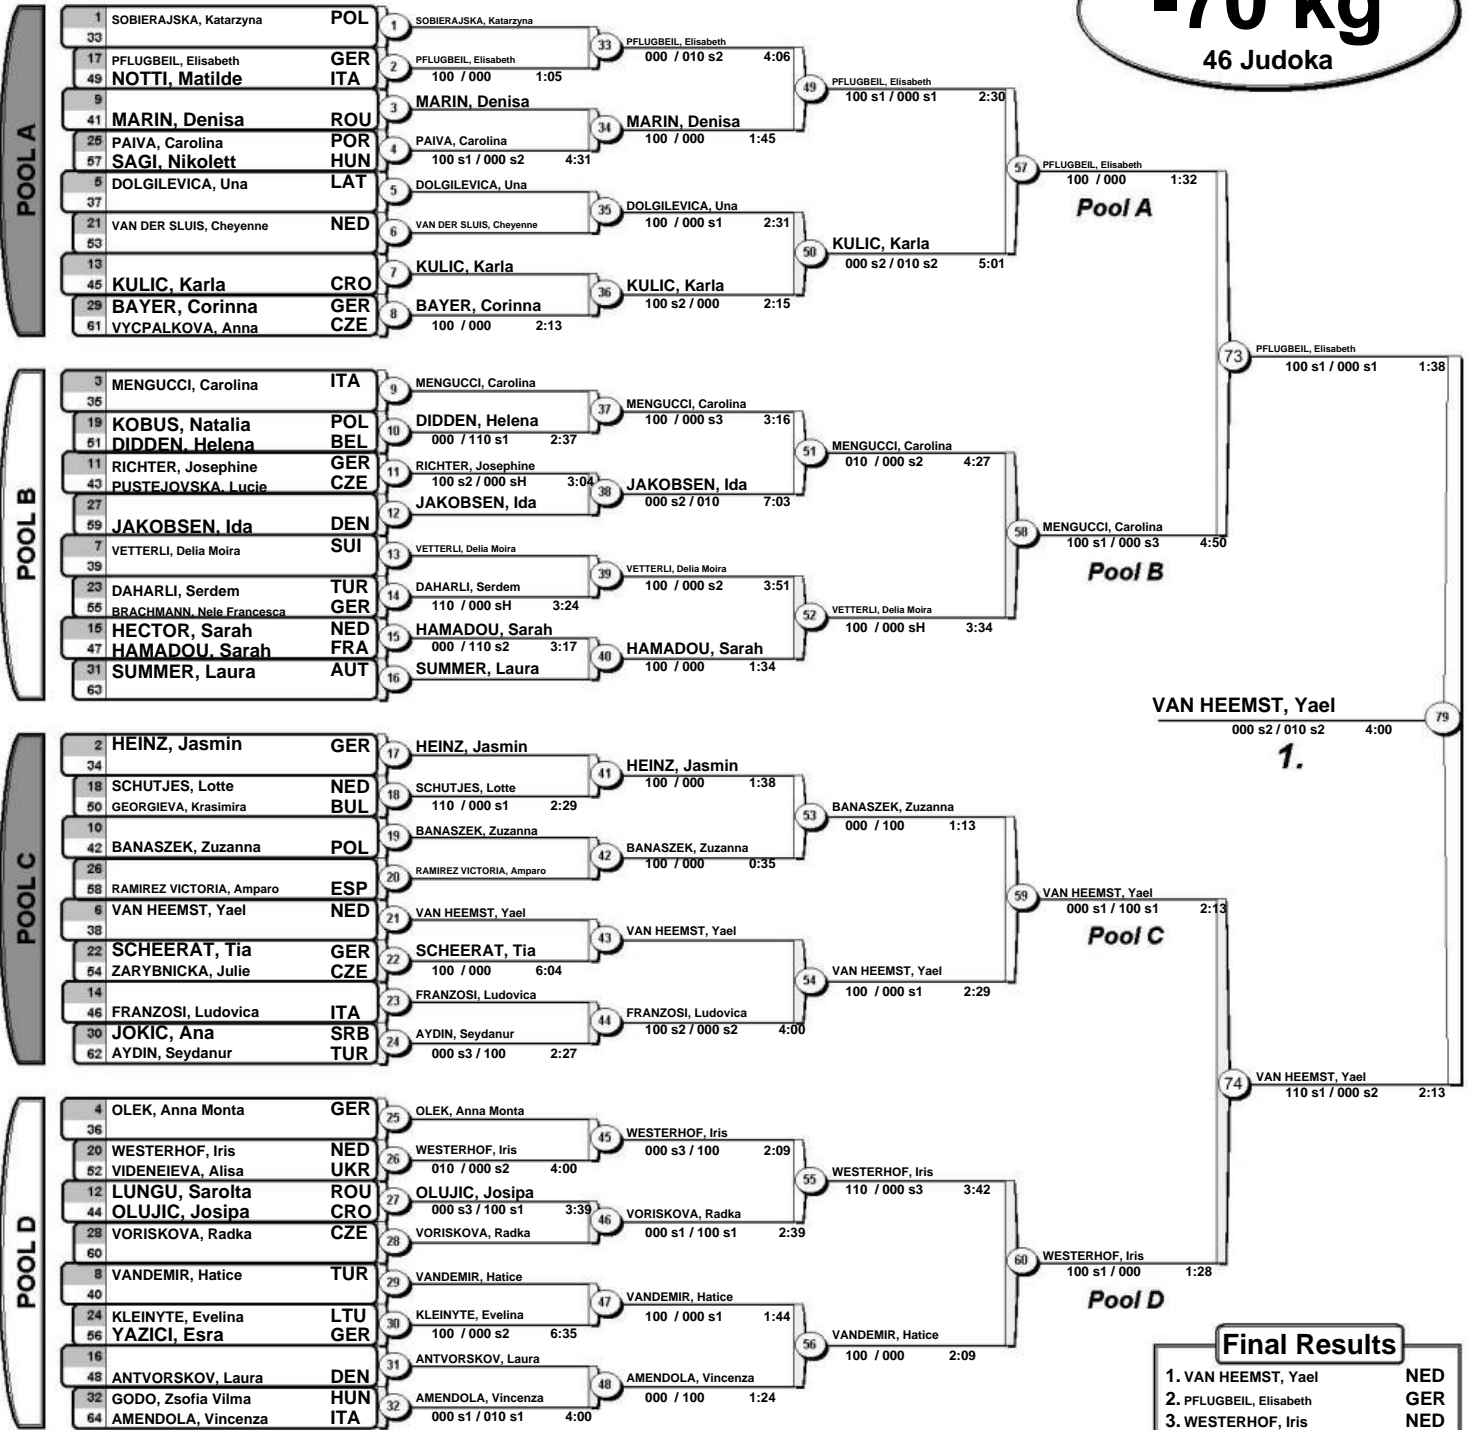 -70 kg
46 Judoka
POOL A
1 SOBIERAJSKA, Katarzyna POL
33
17 PFLUGBEIL, Elisabeth GER
49 NOTTI, Matilde ITA
9
41 MARIN, Denisa ROU
25 PAIVA, Carolina POR
57 SAGI, Nikolett HUN
5 DOLGILEVICA, Una LAT
37
21 VAN DER SLUIS, Cheyenne NED
53
13
45 KULIC, Karla CRO
29 BAYER, Corinna GER
61 VYCPALKOVA, Anna CZE
1 SOBIERAJSKA, Katarzyna
2 PFLUGBEIL, Elisabeth
100 / 000 1:05
3 MARIN, Denisa
4 PAIVA, Carolina
100 s1 / 000 s2 4:31
5 DOLGILEVICA, Una
6 VAN DER SLUIS, Cheyenne
7 KULIC, Karla
8 BAYER, Corinna
100 / 000 2:13
33 PFLUGBEIL, Elisabeth
000 / 010 s2 4:06
34 MARIN, Denisa
100 / 000 1:45
35 DOLGILEVICA, Una
100 / 000 s1 2:31
36 KULIC, Karla
100 s2 / 000 2:15
49 PFLUGBEIL, Elisabeth
100 s1 / 000 s1 2:30
50 KULIC, Karla
000 s2 / 010 s2 5:01
57 PFLUGBEIL, Elisabeth
100 / 000 1:32
Pool A
POOL B
3 MENGUCCI, Carolina ITA
35
19 KOBUS, Natalia POL
51 DIDDEN, Helena BEL
11 RICHTER, Josephine GER
43 PUSTEJOVSKA, Lucie CZE
27
59 JAKOBSEN, Ida DEN
7 VETTERLI, Delia Moira SUI
39
23 DAHARLI, Serdem TUR
55 BRACHMANN, Nele Francesca GER
15 HECTOR, Sarah NED
47 HAMADOU, Sarah FRA
31 SUMMER, Laura AUT
63
9 MENGUCCI, Carolina
10 DIDDEN, Helena
000 / 110 s1 2:37
11 RICHTER, Josephine
100 s2 / 000 sH 3:04
12 JAKOBSEN, Ida
13 VETTERLI, Delia Moira
14 DAHARLI, Serdem
110 / 000 sH 3:24
15 HAMADOU, Sarah
000 / 110 s2 3:17
16 SUMMER, Laura
37 MENGUCCI, Carolina
100 / 000 s3 3:16
38 JAKOBSEN, Ida
000 s2 / 010 7:03
39 VETTERLI, Delia Moira
100 / 000 s2 3:51
40 HAMADOU, Sarah
100 / 000 1:34
51 MENGUCCI, Carolina
010 / 000 s2 4:27
52 VETTERLI, Delia Moira
100 / 000 sH 3:34
58 MENGUCCI, Carolina
100 s1 / 000 s3 4:50
Pool B
73 PFLUGBEIL, Elisabeth
100 s1 / 000 s1 1:38
VAN HEEMST, Yael 79
000 s2 / 010 s2 4:00
1.
POOL C
2 HEINZ, Jasmin GER
34
18 SCHUTJES, Lotte NED
50 GEORGIEVA, Krasimira BUL
10
42 BANASZEK, Zuzanna POL
26
58 RAMIREZ VICTORIA, Amparo ESP
6 VAN HEEMST, Yael NED
38
22 SCHEERAT, Tia GER
54 ZARYBNICKA, Julie CZE
14
46 FRANZOSI, Ludovica ITA
30 JOKIC, Ana SRB
62 AYDIN, Seydanur TUR
17 HEINZ, Jasmin
18 SCHUTJES, Lotte
110 / 000 s1 2:29
19 BANASZEK, Zuzanna
20 RAMIREZ VICTORIA, Amparo
21 VAN HEEMST, Yael
22 SCHEERAT, Tia
100 / 000 6:04
23 FRANZOSI, Ludovica
24 AYDIN, Seydanur
000 s3 / 100 2:27
41 HEINZ, Jasmin
100 / 000 1:38
42 BANASZEK, Zuzanna
100 / 000 0:35
43 VAN HEEMST, Yael
44 FRANZOSI, Ludovica
100 s2 / 000 s2 4:00
53 BANASZEK, Zuzanna
000 / 100 1:13
54 VAN HEEMST, Yael
100 / 000 s1 2:29
59 VAN HEEMST, Yael
000 s1 / 100 s1 2:13
Pool C
74 VAN HEEMST, Yael
110 s1 / 000 s2 2:13
POOL D
4 OLEK, Anna Monta GER
36
20 WESTERHOF, Iris NED
52 VIDENEIEVA, Alisa UKR
12 LUNGU, Sarolta ROU
44 OLUJIC, Josipa CRO
28 VORISKOVA, Radka CZE
60
8 VANDEMIR, Hatice TUR
40
24 KLEINYTE, Evelina LTU
56 YAZICI, Esra GER
16
48 ANTVORSKOV, Laura DEN
32 GODO, Zsofia Vilma HUN
64 AMENDOLA, Vincenza ITA
25 OLEK, Anna Monta
26 WESTERHOF, Iris
010 / 000 s2 4:00
27 OLUJIC, Josipa
000 s3 / 100 s1 3:39
28 VORISKOVA, Radka
29 VANDEMIR, Hatice
30 KLEINYTE, Evelina
100 / 000 s2 6:35
31 ANTVORSKOV, Laura
32 AMENDOLA, Vincenza
000 s1 / 010 s1 4:00
45 WESTERHOF, Iris
000 s3 / 100 2:09
46 VORISKOVA, Radka
000 s1 / 100 s1 2:39
47 VANDEMIR, Hatice
100 / 000 s1 1:44
48 AMENDOLA, Vincenza
000 / 100 1:24
55 WESTERHOF, Iris
110 / 000 s3 3:42
56 VANDEMIR, Hatice
100 / 000 2:09
60 WESTERHOF, Iris
100 s1 / 000 1:28
Pool D
Final Results
1. VAN HEEMST, Yael NED
2. PFLUGBEIL, Elisabeth GER
3. WESTERHOF, Iris NED